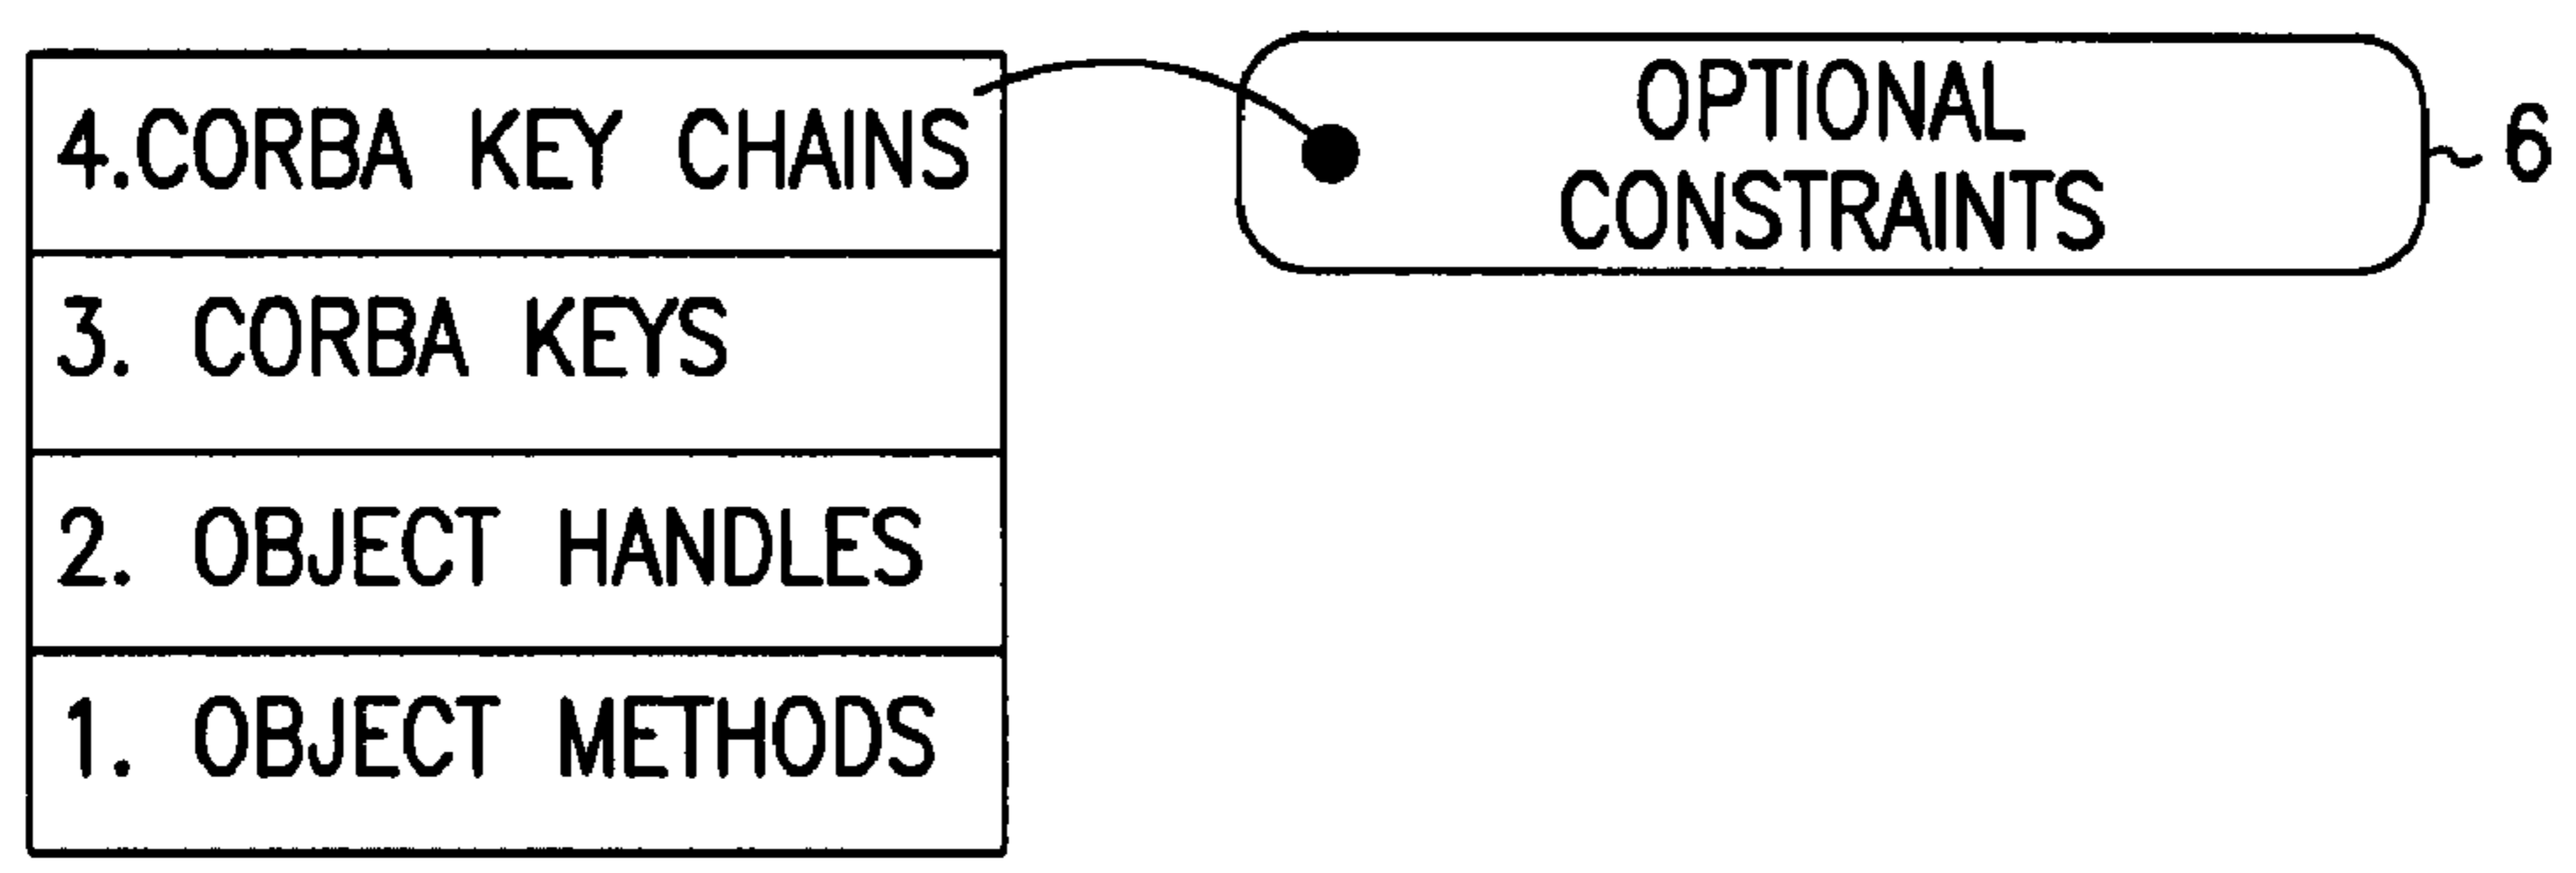 4.CORBA KEY CHAINS
OPTIONAL
CONSTRAINTS
6
3. CORBA KEYS
2. OBJECT HANDLES
1. OBJECT METHODS